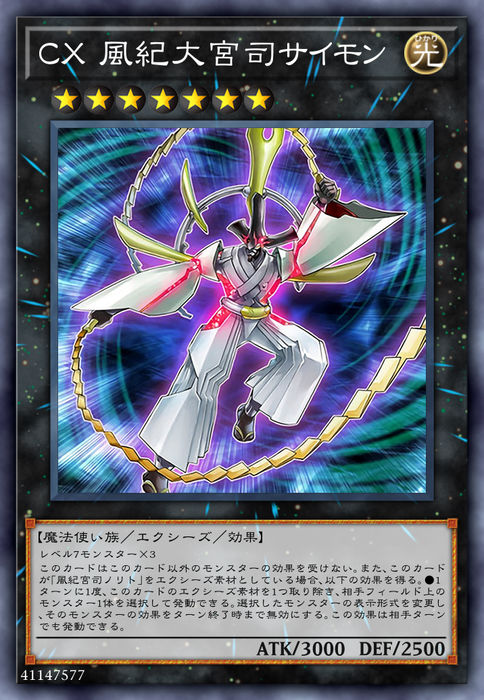 CX 風紀大宮司サイモン
ひかり
光
【魔法使い族／エクシーズ／効果】
レベル7モンスター×3
このカードはこのカード以外のモンスターの効果を受けない。また、このカード
が「風紀宮司ノリト」をエクシーズ素材としている場合、以下の効果を得る。●1
ターンに1度、このカードのエクシーズ素材を1つ取り除き、相手フィールド上の
モンスター1体を選択して発動できる。選択したモンスターの表示形式を変更し
、そのモンスターの効果をターン終了時まで無効にする。この効果は相手ターン
でも発動できる。
ATK/3000 DEF/2500
41147577